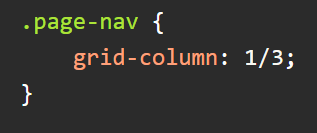 .page-nav {
    grid-column: 1/3;
}